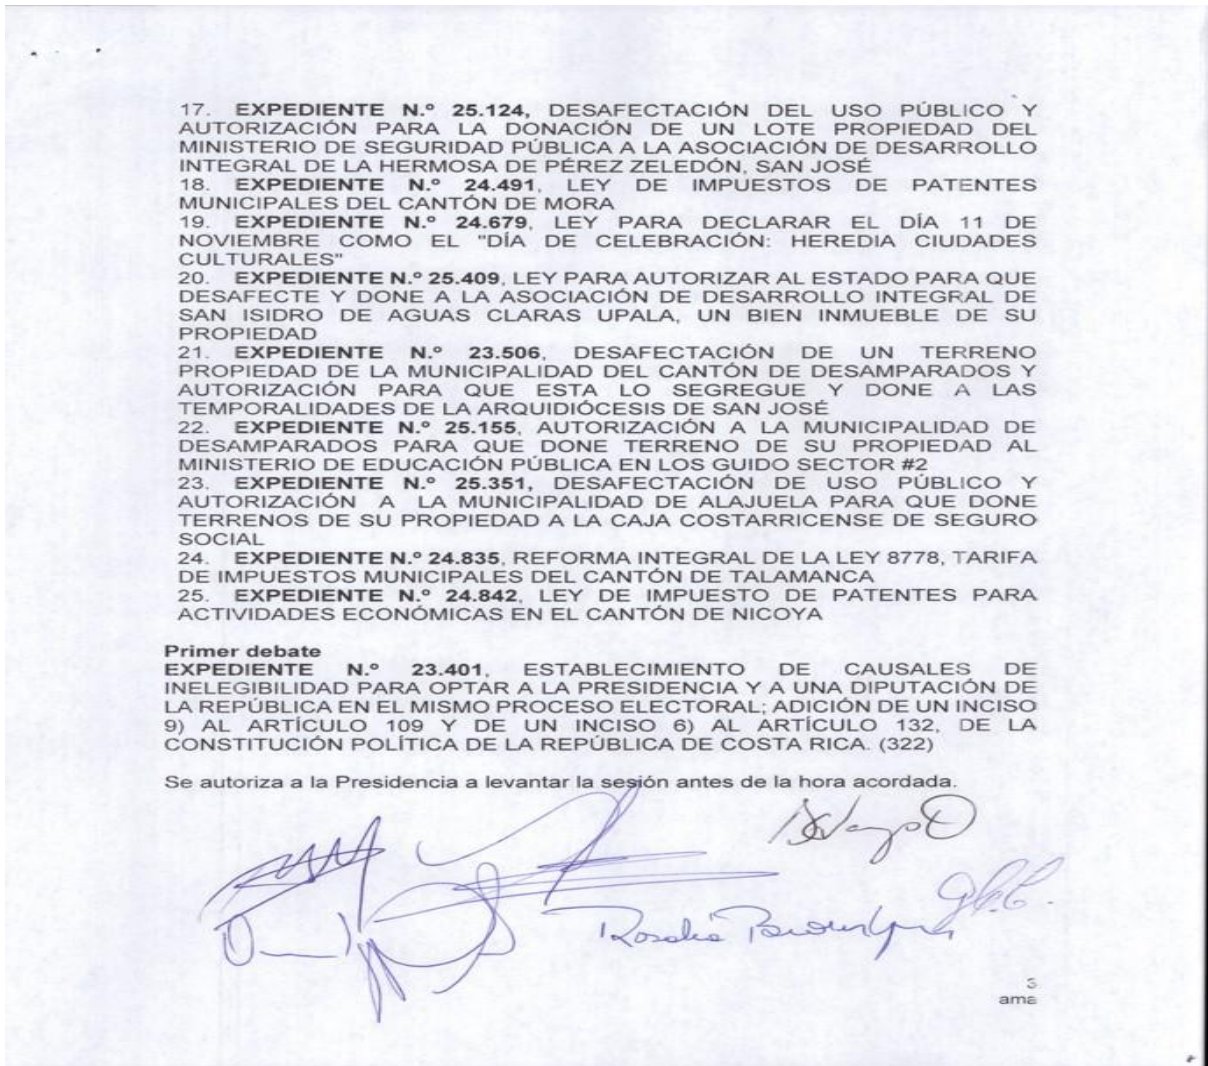 17. EXPEDIENTE N.º 25.124, DESAFECTACIÓN DEL USO PÚBLICO Y
AUTORIZACIÓN PARA LA DONACIÓN DE UN LOTE PROPIEDAD DEL
MINISTERIO DE SEGURIDAD PÚBLICA A LA ASOCIACIÓN DE DESARROLLO
INTEGRAL DE LA HERMOSA DE PÉREZ ZELEDÓN, SAN JOSÉ
18. EXPEDIENTE N.º 24.491, LEY DE IMPUESTOS DE PATENTES
MUNICIPALES DEL CANTÓN DE MORA
19. EXPEDIENTE N.º 24.679, LEY PARA DECLARAR EL DÍA 11 DE
NOVIEMBRE COMO EL "DÍA DE CELEBRACIÓN: HEREDIA CIUDADES
CULTURALES"
20. EXPEDIENTE N.º 25.409, LEY PARA AUTORIZAR AL ESTADO PARA QUE
DESAFECTE Y DONE A LA ASOCIACIÓN DE DESARROLLO INTEGRAL DE
SAN ISIDRO DE AGUAS CLARAS UPALA, UN BIEN INMUEBLE DE SU
PROPIEDAD
21. EXPEDIENTE N.º 23.506, DESAFECTACIÓN DE UN TERRENO
PROPIEDAD DE LA MUNICIPALIDAD DEL CANTÓN DE DESAMPARADOS Y
AUTORIZACIÓN PARA QUE ESTA LO SEGREGUE Y DONE A LAS
TEMPORALIDADES DE LA ARQUIDIÓCESIS DE SAN JOSÉ
22. EXPEDIENTE N.º 25.155, AUTORIZACIÓN A LA MUNICIPALIDAD DE
DESAMPARADOS PARA QUE DONE TERRENO DE SU PROPIEDAD AL
MINISTERIO DE EDUCACIÓN PÚBLICA EN LOS GUIDO SECTOR #2
23. EXPEDIENTE N.º 25.351, DESAFECTACIÓN DE USO PÚBLICO Y
AUTORIZACIÓN A LA MUNICIPALIDAD DE ALAJUELA PARA QUE DONE
TERRENOS DE SU PROPIEDAD A LA CAJA COSTARRICENSE DE SEGURO
SOCIAL
24. EXPEDIENTE N.º 24.835, REFORMA INTEGRAL DE LA LEY 8778, TARIFA
DE IMPUESTOS MUNICIPALES DEL CANTÓN DE TALAMANCA
25. EXPEDIENTE N.º 24.842, LEY DE IMPUESTO DE PATENTES PARA
ACTIVIDADES ECONÓMICAS EN EL CANTÓN DE NICOYA
Primer debate
EXPEDIENTE N.º 23.401, ESTABLECIMIENTO DE CAUSALES DE
INELEGIBILIDAD PARA OPTAR A LA PRESIDENCIA Y A UNA DIPUTACIÓN DE
LA REPÚBLICA EN EL MISMO PROCESO ELECTORAL; ADICIÓN DE UN INCISO
9) AL ARTÍCULO 109 Y DE UN INCISO 6) AL ARTÍCULO 132, DE LA
CONSTITUCIÓN POLÍTICA DE LA REPÚBLICA DE COSTA RICA. (322)
Se autoriza a la Presidencia a levantar la sesión antes de la hora acordada.
3
ama